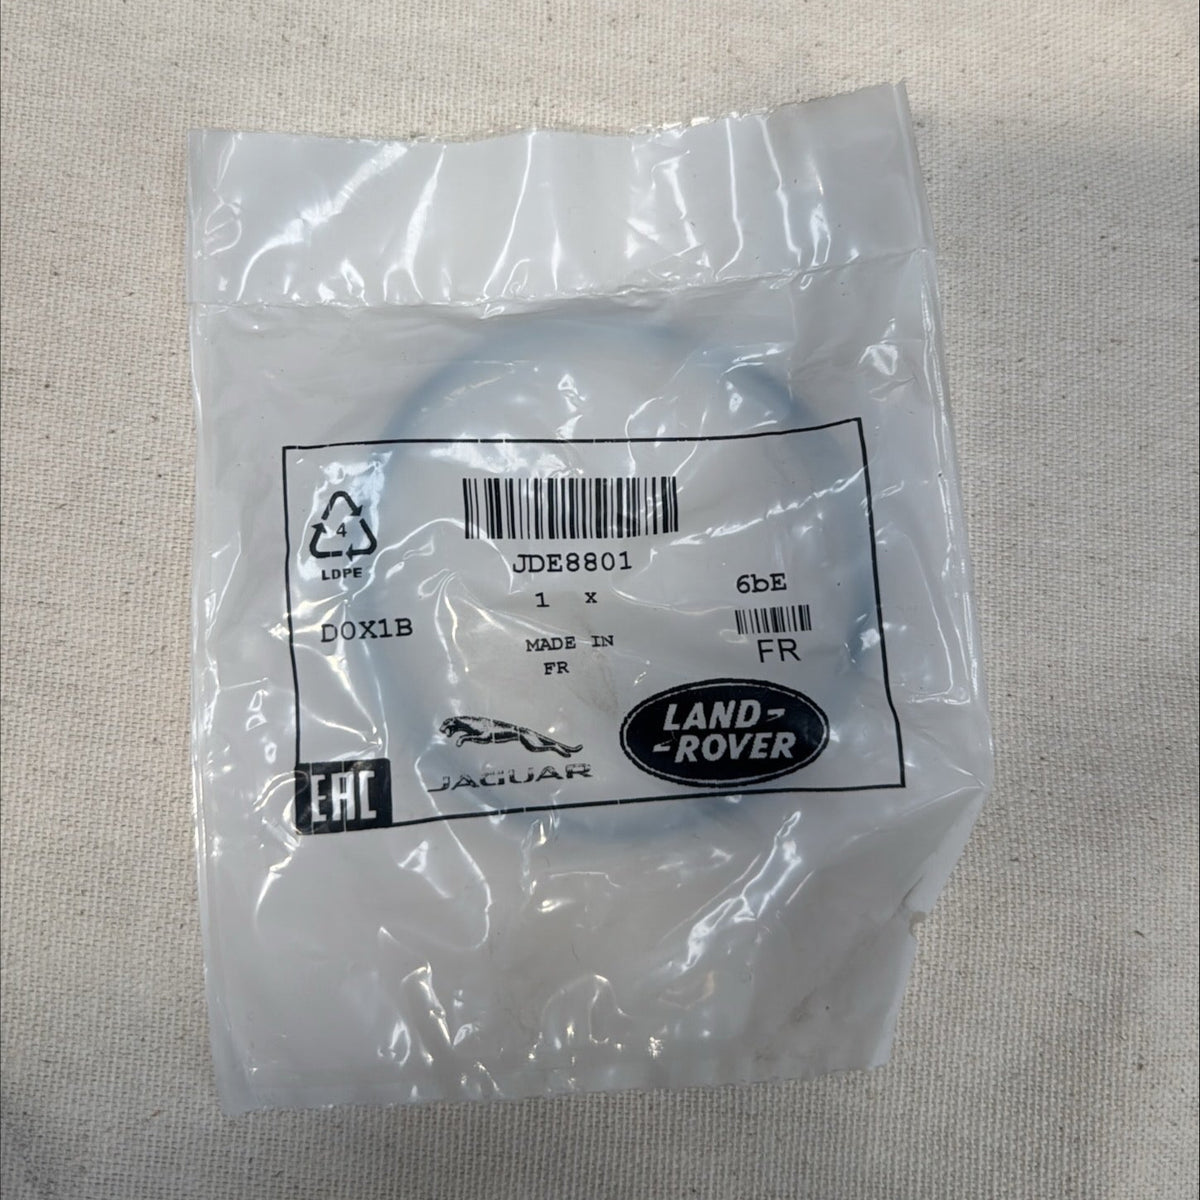 4
LDPE
JDE8801
1 x
6bE
D0X1B
MADE IN
FR
FR
JAGUAR
LAND-
-ROVER
EAC